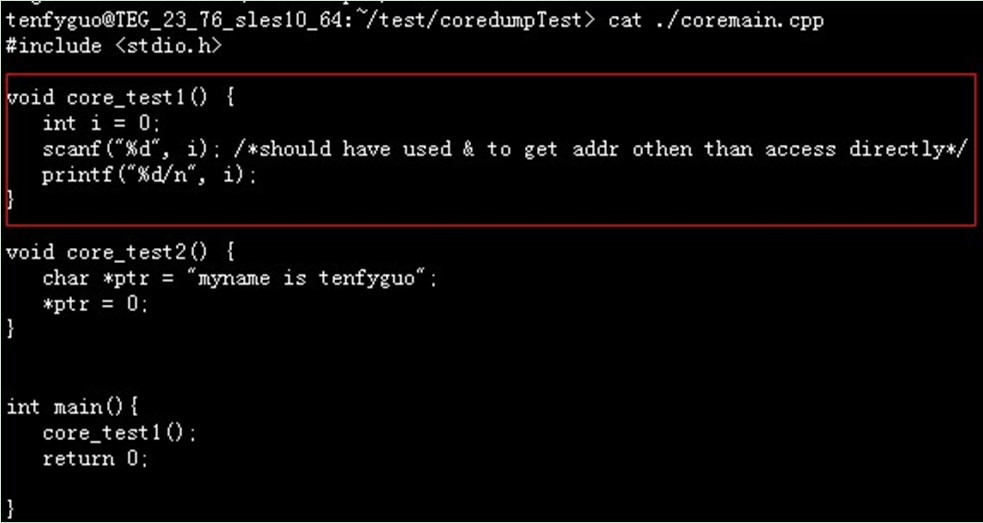 tenfyguo@TEG_23_76_sles10_64:~/test/coredumpTest> cat ./coremain.cpp
#include <stdio.h>
void core_test1() {
int i = 0;
scanf("%d", i); /*should have used & to get addr othen than access directly*/
printf("%d/n", i);
}
void core_test2() {
char *ptr = "myname is tenfyguo";
*ptr = 0;
}
int main(){
core_test1();
return 0;
}